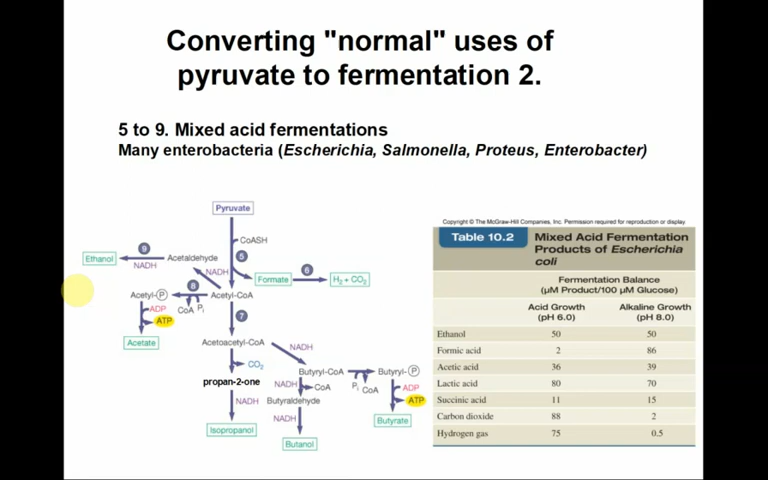 Converting "normal" uses of
pyruvate to fermentation 2.
5 to 9. Mixed acid fermentations
Many enterobacteria (Escherichia, Salmonella, Proteus, Enterobacter)
Pyruvate
CoASH
5
9
Ethanol
NADH
Acetaldehyde
NADH
Formate
6
H2 + CO2
8
Acetyl-P
CoA Pi
Acetyl-CoA
ADP
ATP
7
Acetate
Acetoacetyl-CoA
NADH
CO2
propan-2-one
Butyryl-CoA
Pi CoA
Butyryl-P
NADH
CoA
ADP
ATP
NADH
Butyraldehyde
Isopropanol
NADH
Butyrate
Butanol
Copyright © The McGraw-Hill Companies, Inc. Permission required for reproduction or display.
Table 10.2
Mixed Acid Fermentation
Products of Escherichia
coli
Fermentation Balance
(μM Product/100 μM Glucose)
Acid Growth Alkaline Growth
(pH 6.0) (pH 8.0)
Ethanol 50 50
Formic acid 2 86
Acetic acid 36 39
Lactic acid 80 70
Succinic acid 11 15
Carbon dioxide 88 2
Hydrogen gas 75 0.5